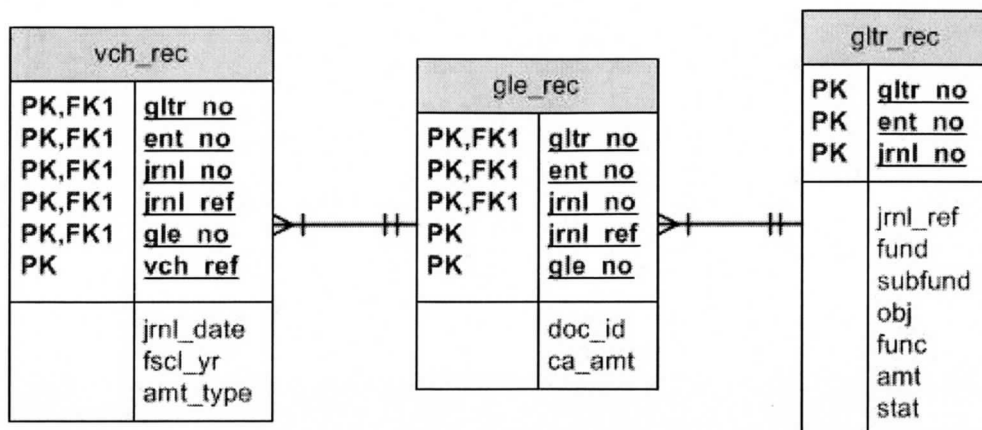 vch_rec
PK,FK1 gltr_no
PK,FK1 ent_no
PK,FK1 jrnl_no
PK,FK1 jrnl_ref
PK,FK1 gle_no
PK vch_ref
jrnl_date
fscl_yr
amt_type
gle_rec
PK,FK1 gltr_no
PK,FK1 ent_no
PK,FK1 jrnl_no
PK jrnl_ref
PK gle_no
doc_id
ca_amt
gltr_rec
PK gltr_no
PK ent_no
PK jrnl_no
jrnl_ref
fund
subfund
obj
func
amt
stat